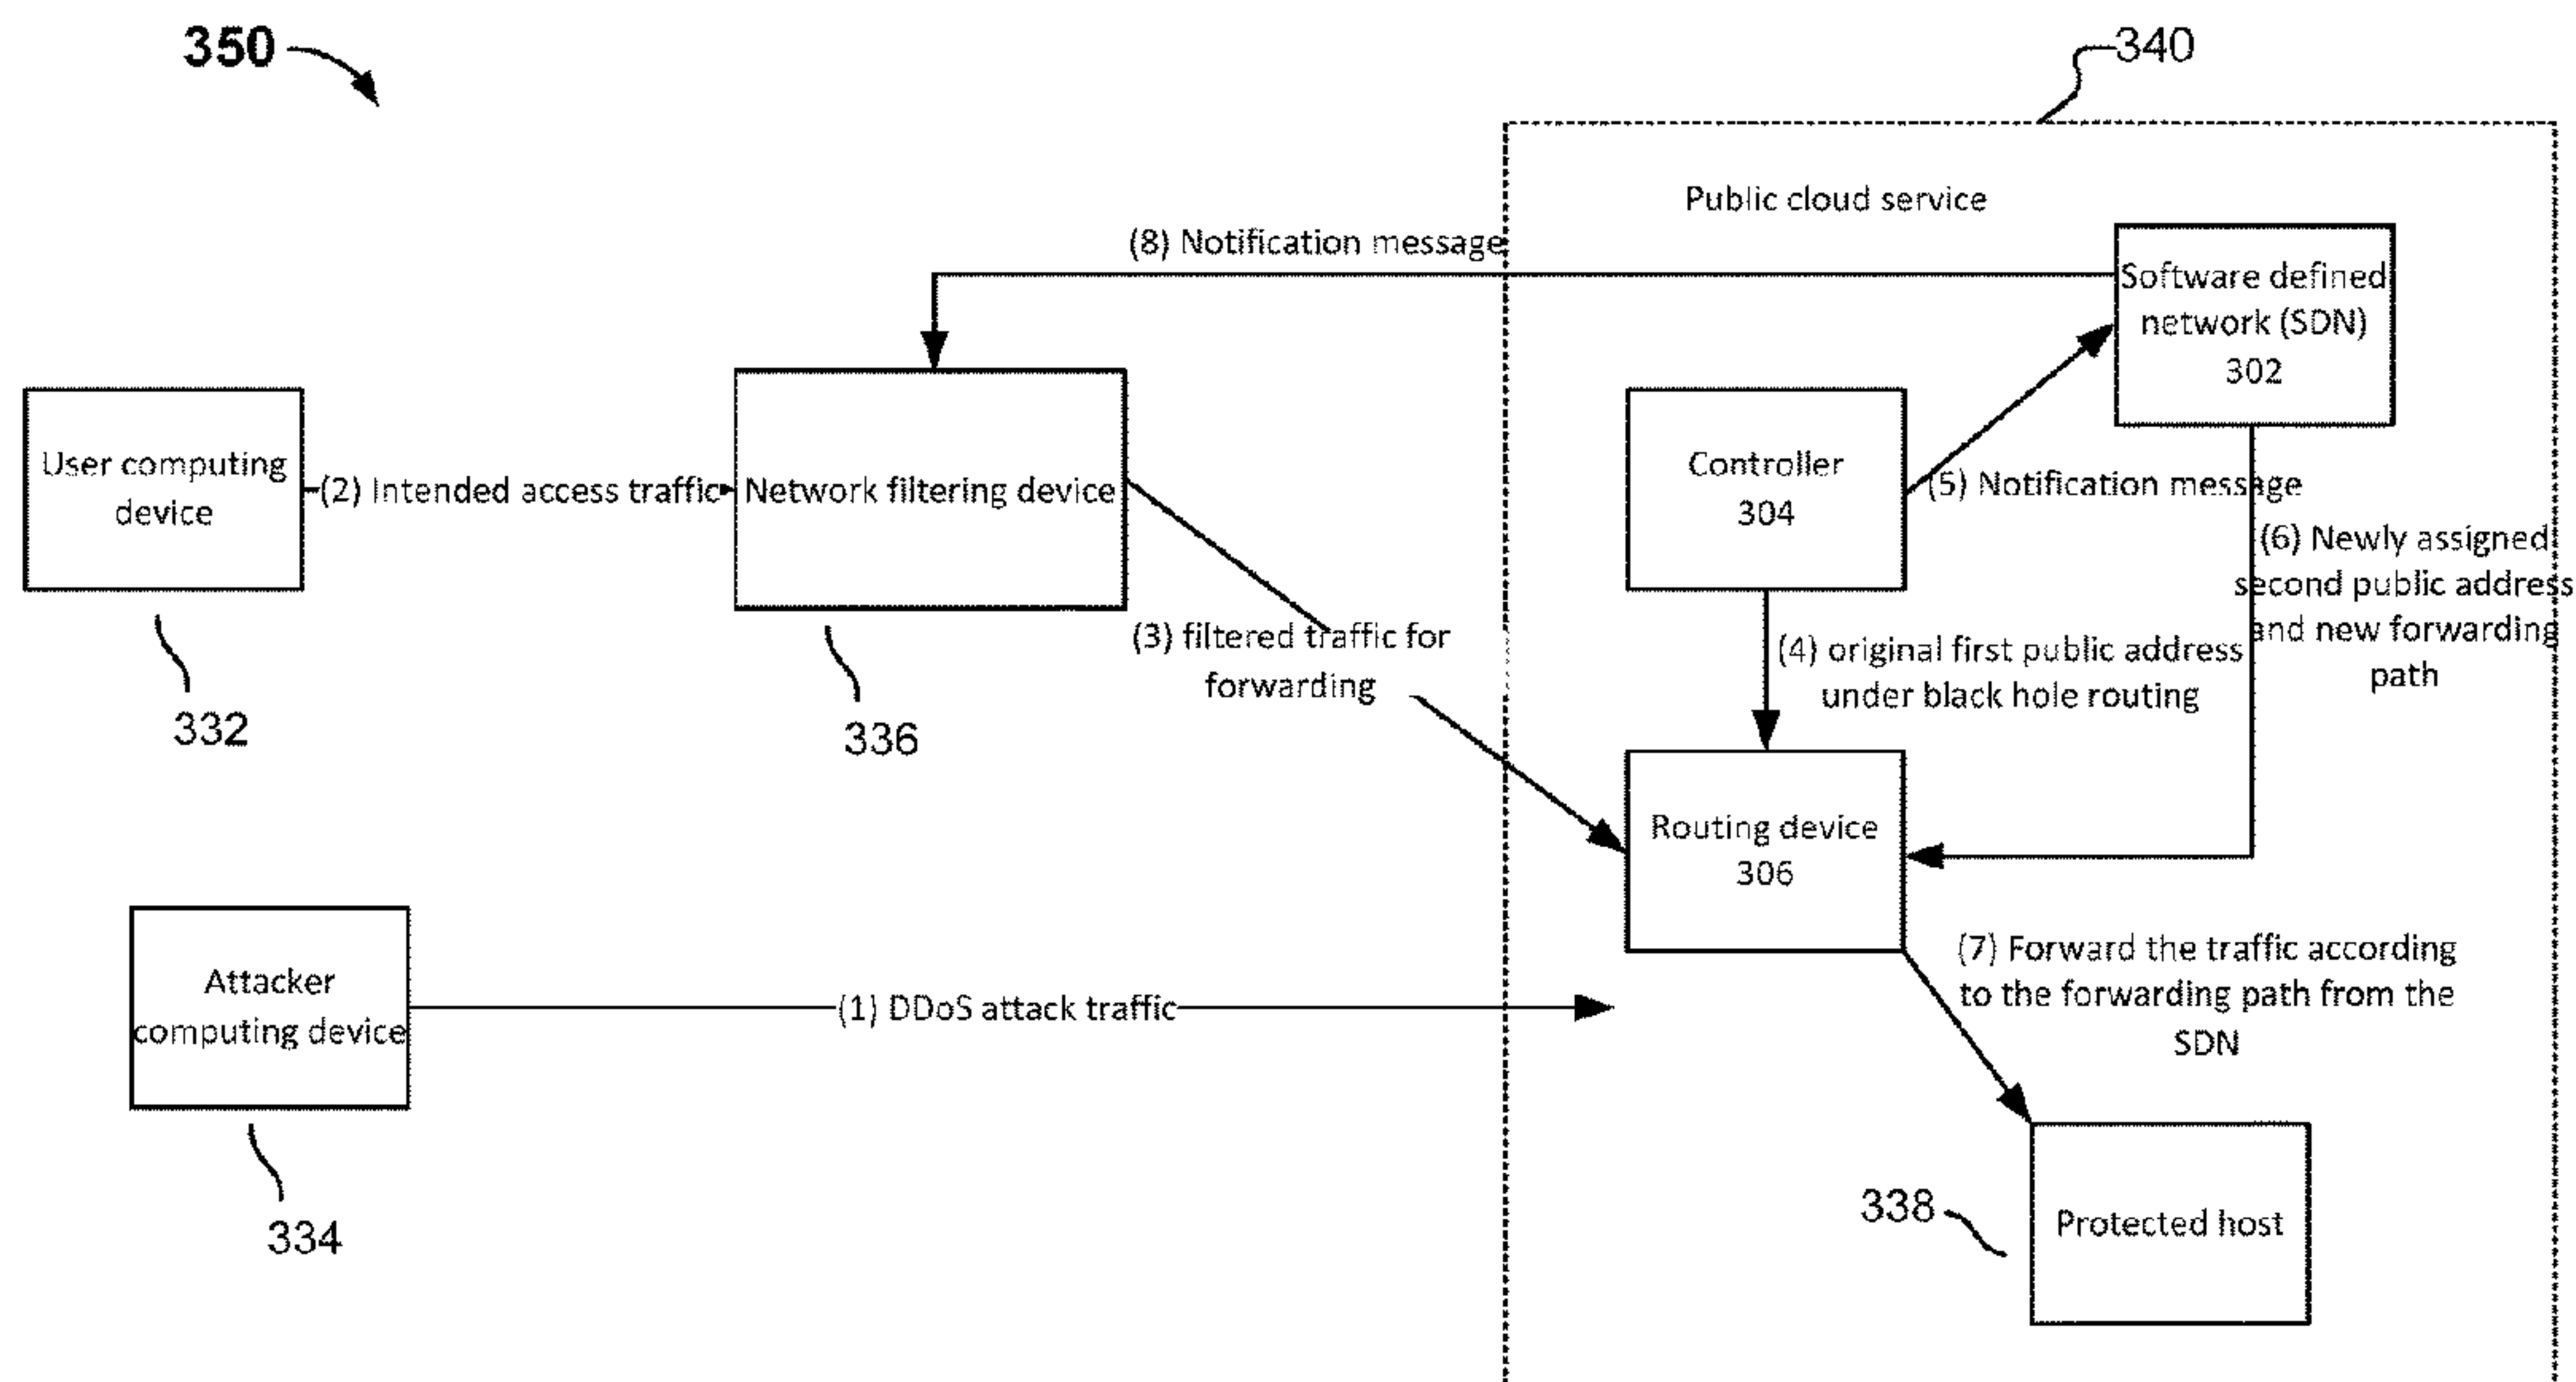 350
340
Public cloud service
(8) Notification message
Software defined
network (SDN)
302
User computing
device
(2) Intended access traffic
Network filtering device
Controller
304
(5) Notification message
(6) Newly assigned
second public address
and new forwarding
path
(3) filtered traffic for
forwarding
(4) original first public address
under black hole routing
332
336
Routing device
306
Attacker
computing device
(1) DDoS attack traffic
(7) Forward the traffic according
to the forwarding path from the
SDN
334
338
Protected host